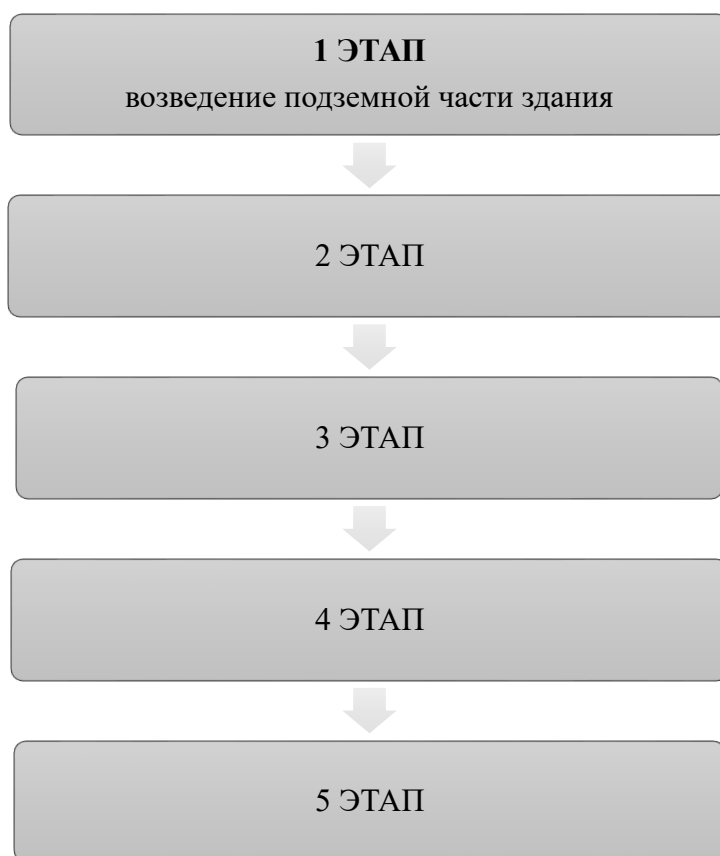 1 ЭТАП
возведение подземной части здания
2 ЭТАП
3 ЭТАП
4 ЭТАП
5 ЭТАП